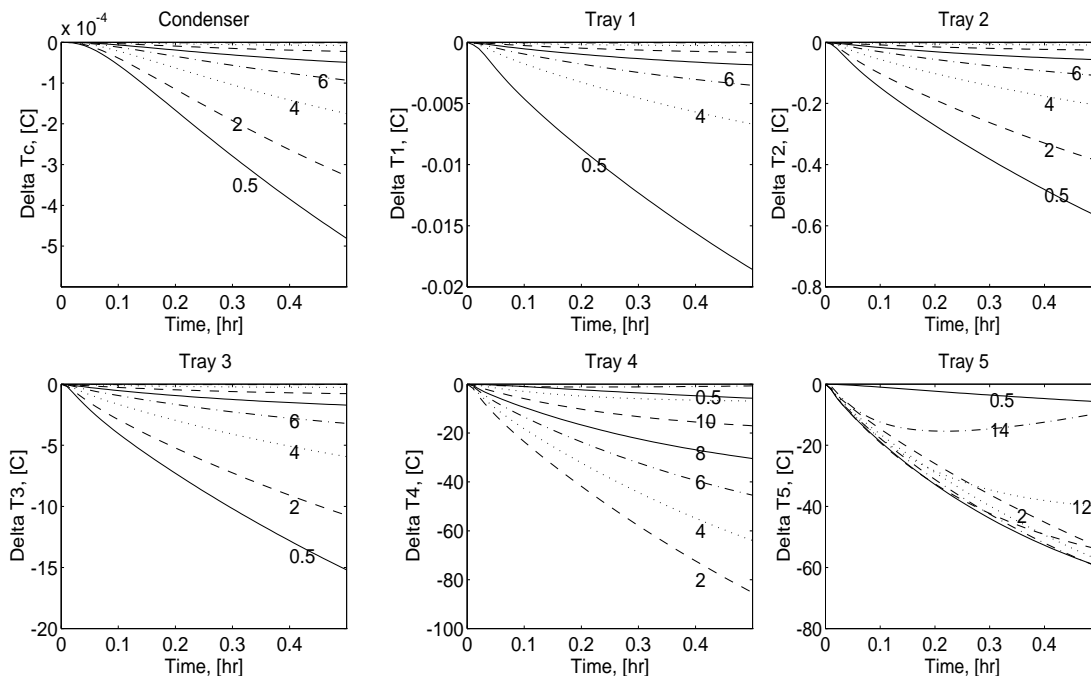 Condenser
x 10-4
0
-1
-2
-3
-4
-5
Delta Tc, [C]
6
4
2
0.5
0 0.1 0.2 0.3 0.4
Time, [hr]
Tray 1
0
-0.005
-0.01
-0.015
-0.02
Delta T1, [C]
6
4
0.5
0 0.1 0.2 0.3 0.4
Time, [hr]
Tray 2
0
-0.2
-0.4
-0.6
-0.8
Delta T2, [C]
6
4
2
0.5
0 0.1 0.2 0.3 0.4
Time, [hr]
Tray 3
0
-5
-10
-15
-20
Delta T3, [C]
6
4
2
0.5
0 0.1 0.2 0.3 0.4
Time, [hr]
Tray 4
0
-20
-40
-60
-80
-100
Delta T4, [C]
0.5
10
8
6
4
2
0 0.1 0.2 0.3 0.4
Time, [hr]
Tray 5
0
-20
-40
-60
-80
Delta T5, [C]
0.5
14
12
2
0 0.1 0.2 0.3 0.4
Time, [hr]